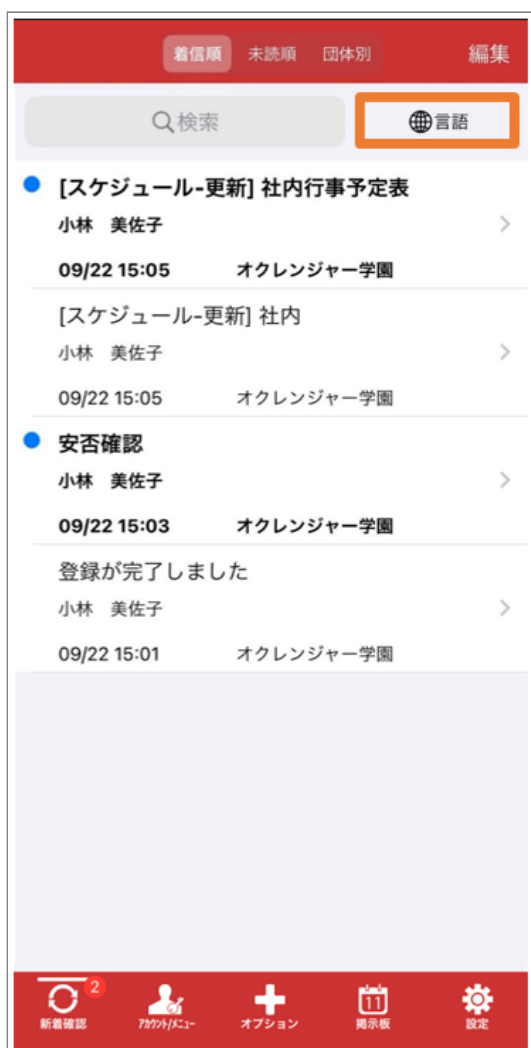 着信順 未読順 団体別 編集
検索 言語
[スケジュール-更新] 社内行事予定表
小林 美佐子
09/22 15:05 オクレンジャー学園
[スケジュール-更新] 社内
小林 美佐子
09/22 15:05 オクレンジャー学園
安否確認
小林 美佐子
09/22 15:03 オクレンジャー学園
登録が完了しました
小林 美佐子
09/22 15:01 オクレンジャー学園
2
11
新着確認 ｱｶｳﾝﾄ/ﾒﾆｭｰ オプション 掲示板 設定